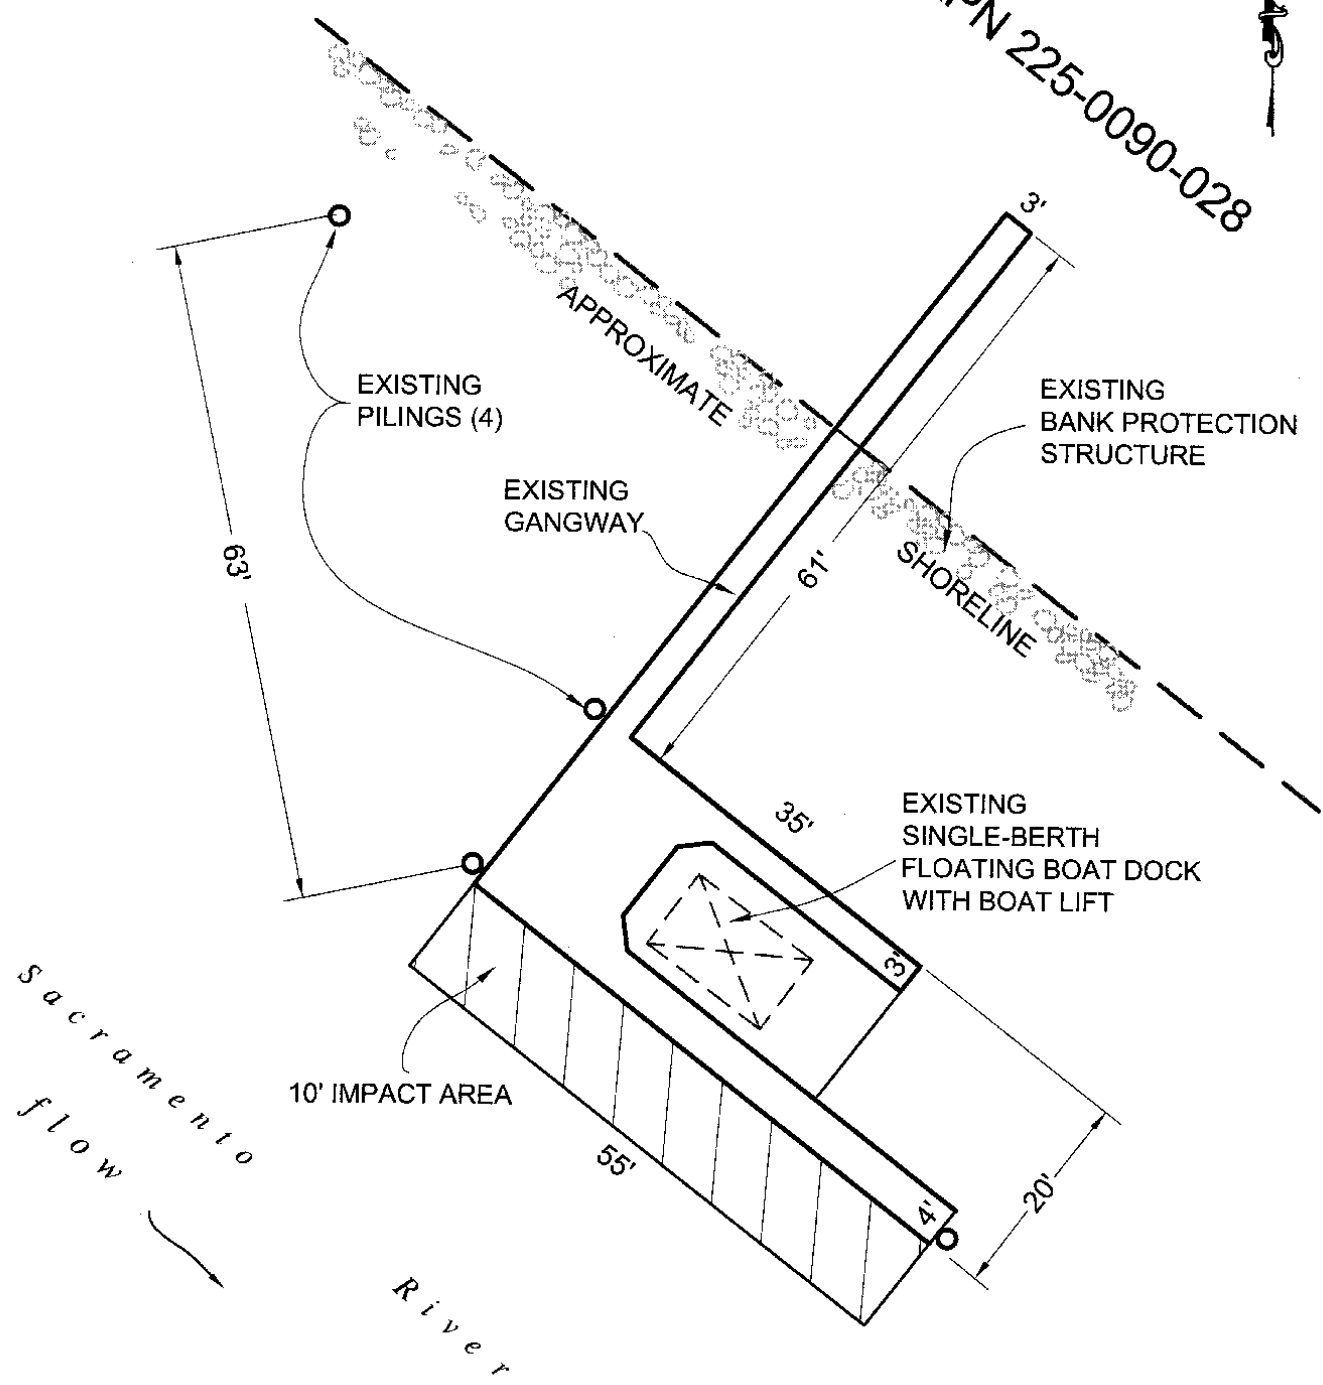 APN 225-0090-028
3'
APPROXIMATE
EXISTING
PILINGS (4)
EXISTING
BANK PROTECTION
STRUCTURE
EXISTING
GANGWAY
63'
61'
SHORELINE
35'
EXISTING
SINGLE-BERTH
FLOATING BOAT DOCK
WITH BOAT LIFT
3'
10' IMPACT AREA
55'
4'
20'
Sacramento
River
flow